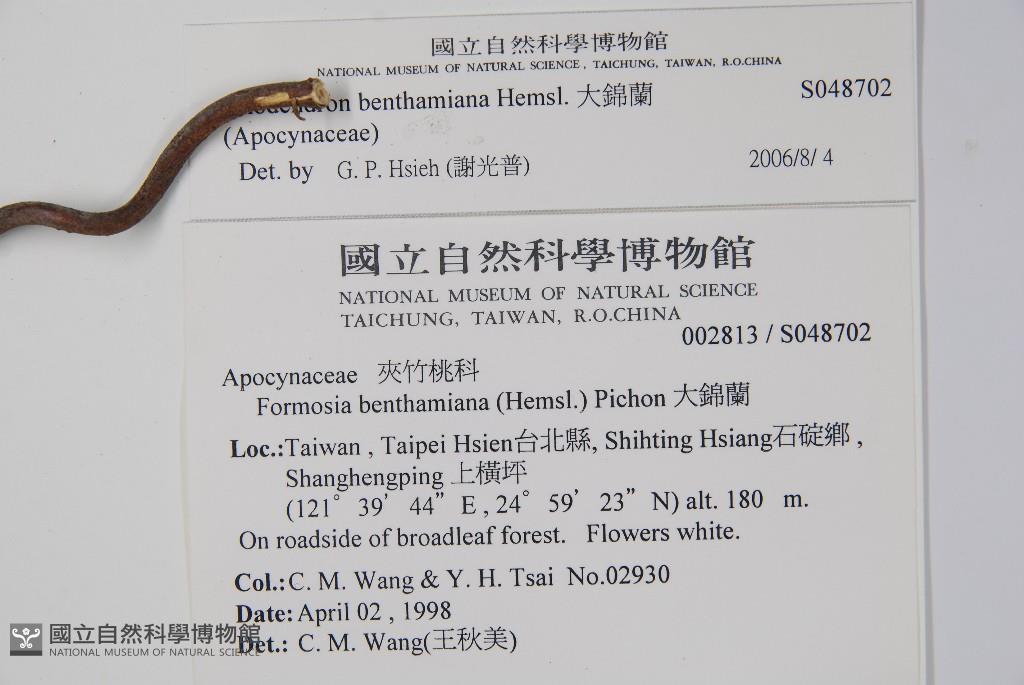 國立自然科學博物館
NATIONAL MUSEUM OF NATURAL SCIENCE, TAICHUNG, TAIWAN, R.O.CHINA
benthamiana Hemsl. 大錦蘭 S048702
(Apocynaceae)
Det. by G. P. Hsieh (謝光普) 2006/8/ 4
國立自然科學博物館
NATIONAL MUSEUM OF NATURAL SCIENCE
TAICHUNG, TAIWAN, R.O.CHINA
002813 / S048702
Apocynaceae 夾竹桃科
Formosia benthamiana (Hemsl.) Pichon 大錦蘭
Loc.:Taiwan , Taipei Hsien台北縣, Shihting Hsiang石碇鄉 ,
Shanghengping 上橫坪
(121° 39’ 44” E , 24° 59’ 23” N) alt. 180 m.
On roadside of broadleaf forest. Flowers white.
Col.:C. M. Wang & Y. H. Tsai No.02930
Date: April 02 , 1998
Det.: C. M. Wang(王秋美)
國立自然科學博物館
NATIONAL MUSEUM OF NATURAL SCIENCE